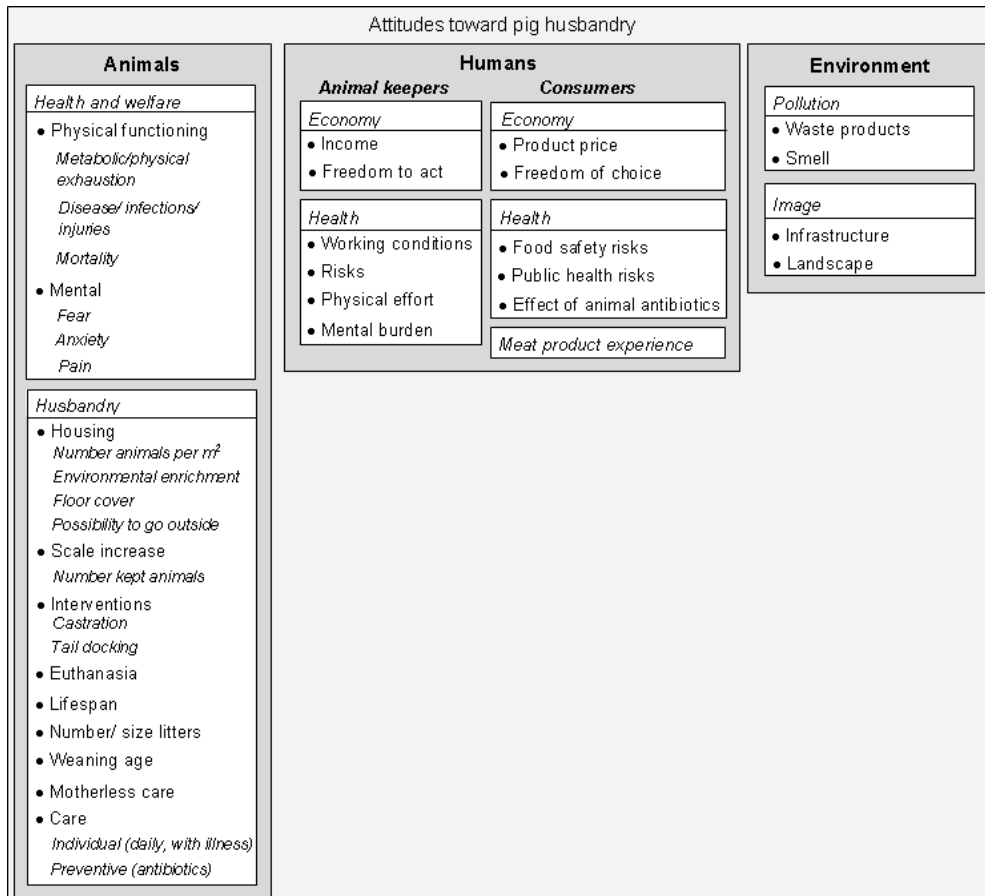 Attitudes toward pig husbandry
Animals
Health and welfare
● Physical functioning
Metabolic/physical
exhaustion
Disease/ infections/
injuries
Mortality
● Mental
Fear
Anxiety
Pain
Husbandry
● Housing
Number animals per m²
Environmental enrichment
Floor cover
Possibility to go outside
● Scale increase
Number kept animals
● Interventions
Castration
Tail docking
● Euthanasia
● Lifespan
● Number/ size litters
● Weaning age
● Motherless care
● Care
Individual (daily, with illness)
Preventive (antibiotics)
Humans
Animal keepers
Economy
● Income
● Freedom to act
Health
● Working conditions
● Risks
● Physical effort
● Mental burden
Consumers
Economy
● Product price
● Freedom of choice
Health
● Food safety risks
● Public health risks
● Effect of animal antibiotics
Meat product experience
Environment
Pollution
● Waste products
● Smell
Image
● Infrastructure
● Landscape